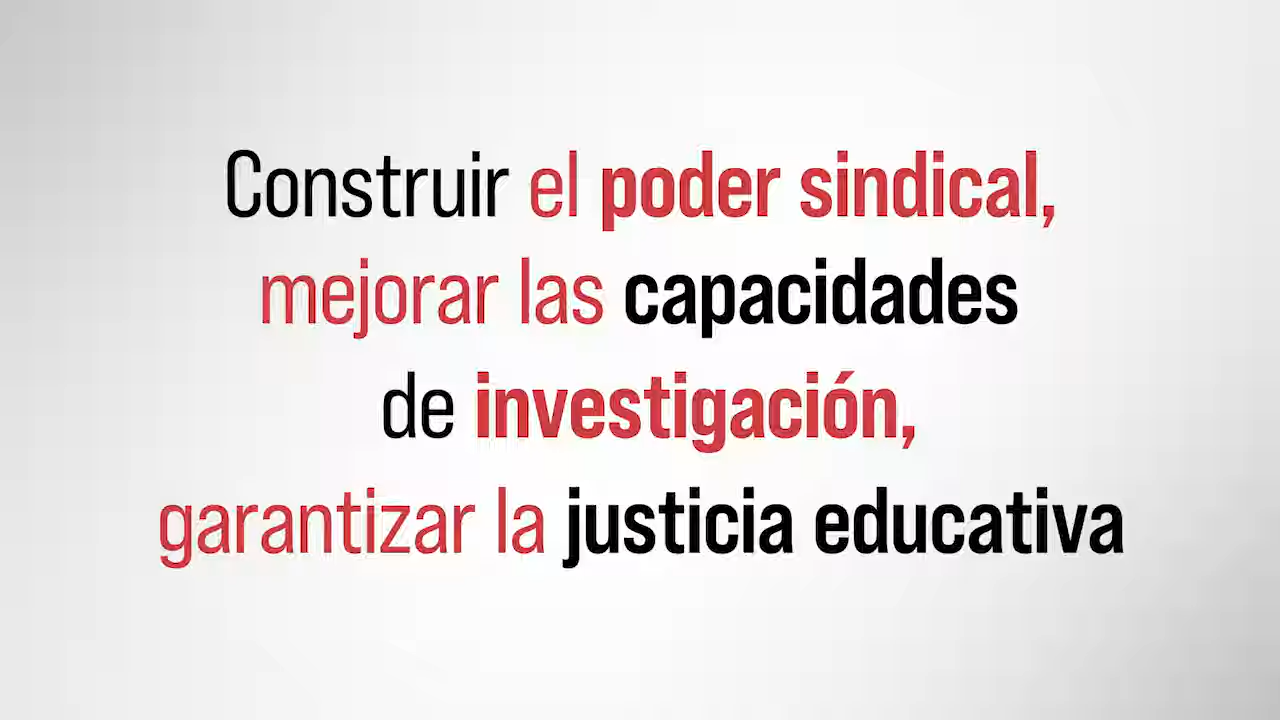 Construir el poder sindical,
mejorar las capacidades
de investigación,
garantizar la justicia educativa